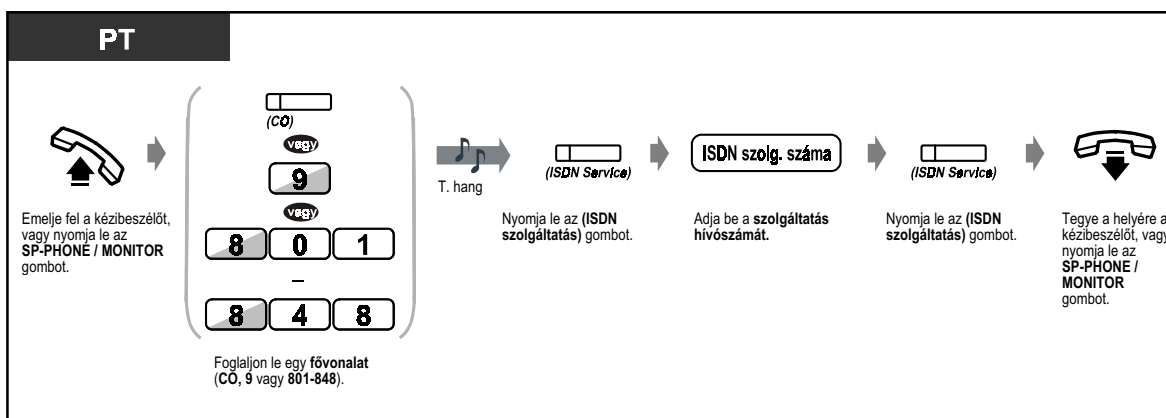 PT
(CO)
vagy
9
vagy
8 0 1
–
8 4 8
T. hang
(ISDN Service)
ISDN szolg. száma
(ISDN Service)
Emelje fel a kézibeszélőt,
vagy nyomja le az
SP-PHONE / MONITOR
gombot.
Foglaljon le egy fővonalat
(CO, 9 vagy 801-848).
Nyomja le az (ISDN
szolgáltatás) gombot.
Adja be a szolgáltatás
hívószámát.
Nyomja le az (ISDN
szolgáltatás) gombot.
Tegye a helyére a
kézibeszélőt, vagy
nyomja le az
SP-PHONE /
MONITOR
gombot.